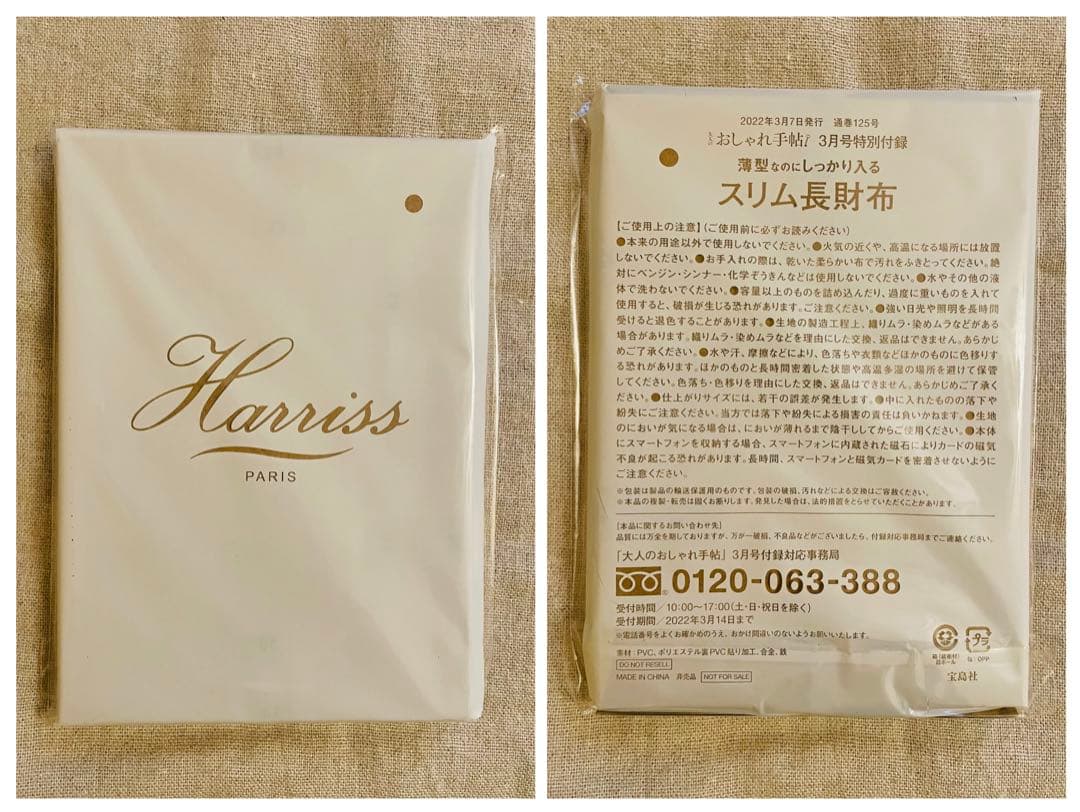 Harriss
PARIS
2022年3月7日発行 通巻125号
大人のおしゃれ手帖 3月号特別付録
薄型なのにしっかり入る
スリム長財布
【ご使用上の注意】(ご使用前に必ずお読みください)
●本来の用途以外で使用しないでください。●火気の近くや、高温になる場所には放置
しないでください。●お手入れの際は、乾いた柔らかい布で汚れをふきとってください。絶
対にベンジン・シンナー・化学ぞうきんなどは使用しないでください。●水やその他の液
体で洗わないでください。●容量以上のものを詰め込んだり、過度に重いものを入れて
使用すると、破損が生じる恐れがあります。ご注意ください。●強い日光や照明を長時間
受けると退色することがあります。●生地の製造工程上、織りムラ・染めムラなどがある
場合があります。織りムラ・染めムラなどを理由にした交換、返品はできません。あらかじ
めご了承ください。●水や汗、摩擦などにより、色落ちや衣類などほかのものに色移りす
る恐れがあります。ほかのものと長時間密着した状態や高温多湿の場所を避けて保管
してください。色落ち・色移りを理由にした交換、返品はできません。あらかじめご了承く
ださい。●仕上がりサイズには、若干の誤差が発生します。●中に入れたものの落下や
紛失にご注意ください。当方では落下や紛失による損害の責任は負いかねます。●生地
のにおいが気になる場合は、においが薄れるまで陰干ししてからご使用ください。●本体
にスマートフォンを収納する場合、スマートフォンに内蔵された磁石によりカードの磁気
不良が起こる恐れがあります。長時間、スマートフォンと磁気カードを密着させないように
ご注意ください。
※包装は製品の輸送保護用のものです。包装の破損、汚れなどによる交換はご容赦ください。
※本品の複製・転売は固くお断りします。発見した場合は、法的措置をとらせていただくことがあります。
[本品に関するお問い合わせ先]
品質には万全を期しておりますが、万が一破損、不良品などがございましたら、付録対応事務局までご連絡ください。
「大人のおしゃれ手帖」3月号付録対応事務局
0120-063-388
受付時間/10:00〜17:00(土・日・祝日を除く)
受付期間/2022年3月14日まで
※電話番号をよくお確かめのうえ、おかけ間違いのないようお願いいたします。
素材:PVC、ポリエステル裏PVC貼り加工、合金、鉄
DO NOT RESELL
MADE IN CHINA 非売品 NOT FOR SALE
プラ
袋:OPP
宝島社